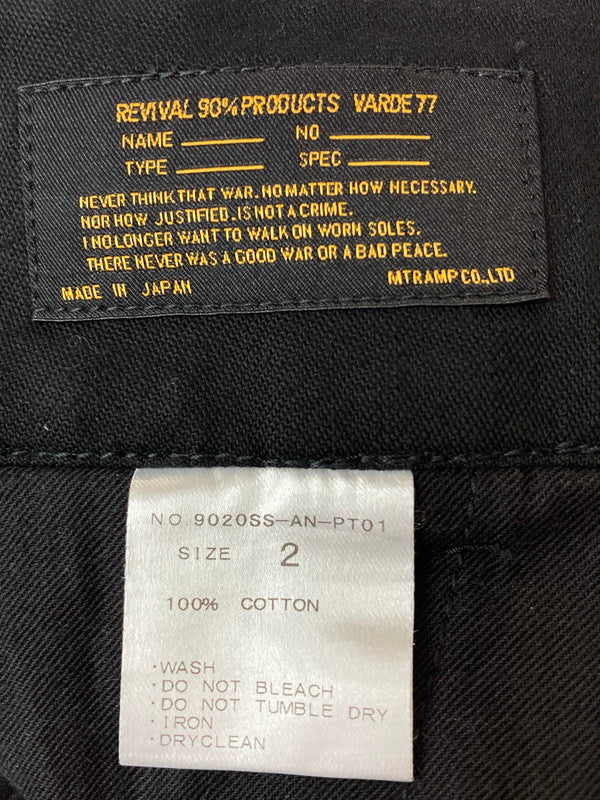 REVIVAL 90% PRODUCTS VARDE77
NAME NO
TYPE SPEC
NEVER THINK THAT WAR. NO MATTER HOW NECESSARY.
NOR HOW JUSTIFIED. IS NOT A CRIME.
I NO LONGER WANT TO WALK ON WORN SOLES.
THERE NEVER WAS A GOOD WAR OR A BAD PEACE.
MADE IN JAPAN MTRAMP CO.,LTD
NO.9020SS-AN-PT01
SIZE 2
100% COTTON
・WASH
・DO NOT BLEACH
・DO NOT TUMBLE DRY
・IRON
・DRYCLEAN